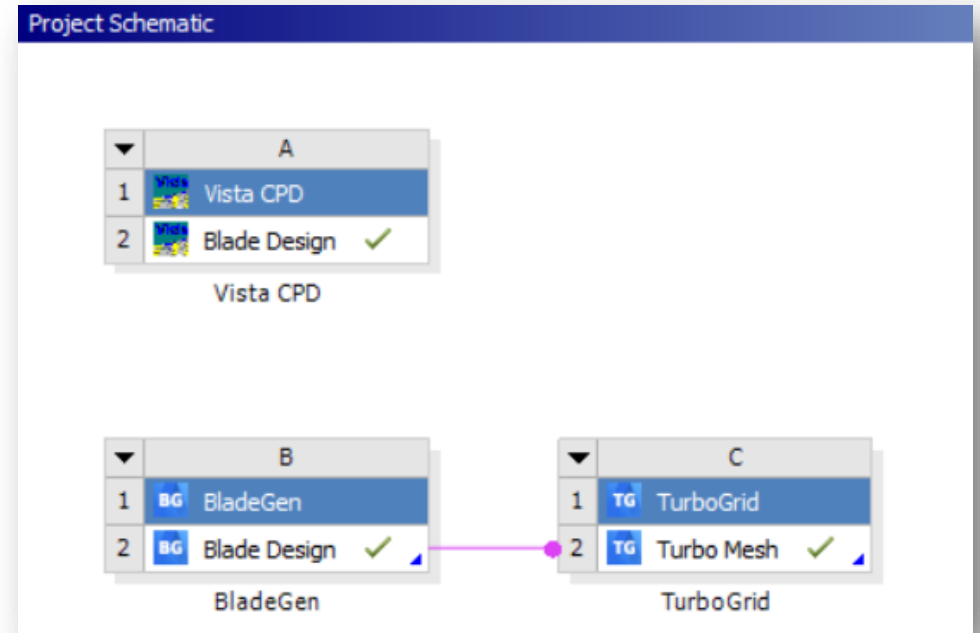 Project Schematic
A
1 Vista CPD
2 Blade Design
Vista CPD
B
1 BG BladeGen
2 BG Blade Design
BladeGen
C
1 TG TurboGrid
2 TG Turbo Mesh
TurboGrid